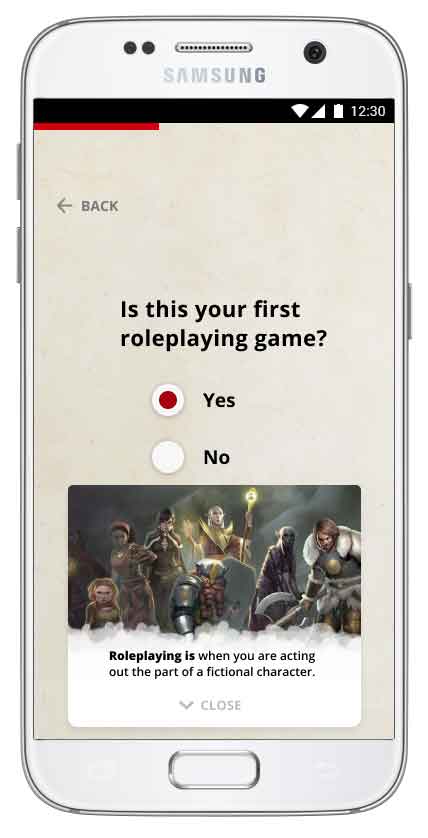 SAMSUNG
12:30
BACK
Is this your first
roleplaying game?
Yes
No
Roleplaying is when you are acting
out the part of a fictional character.
CLOSE